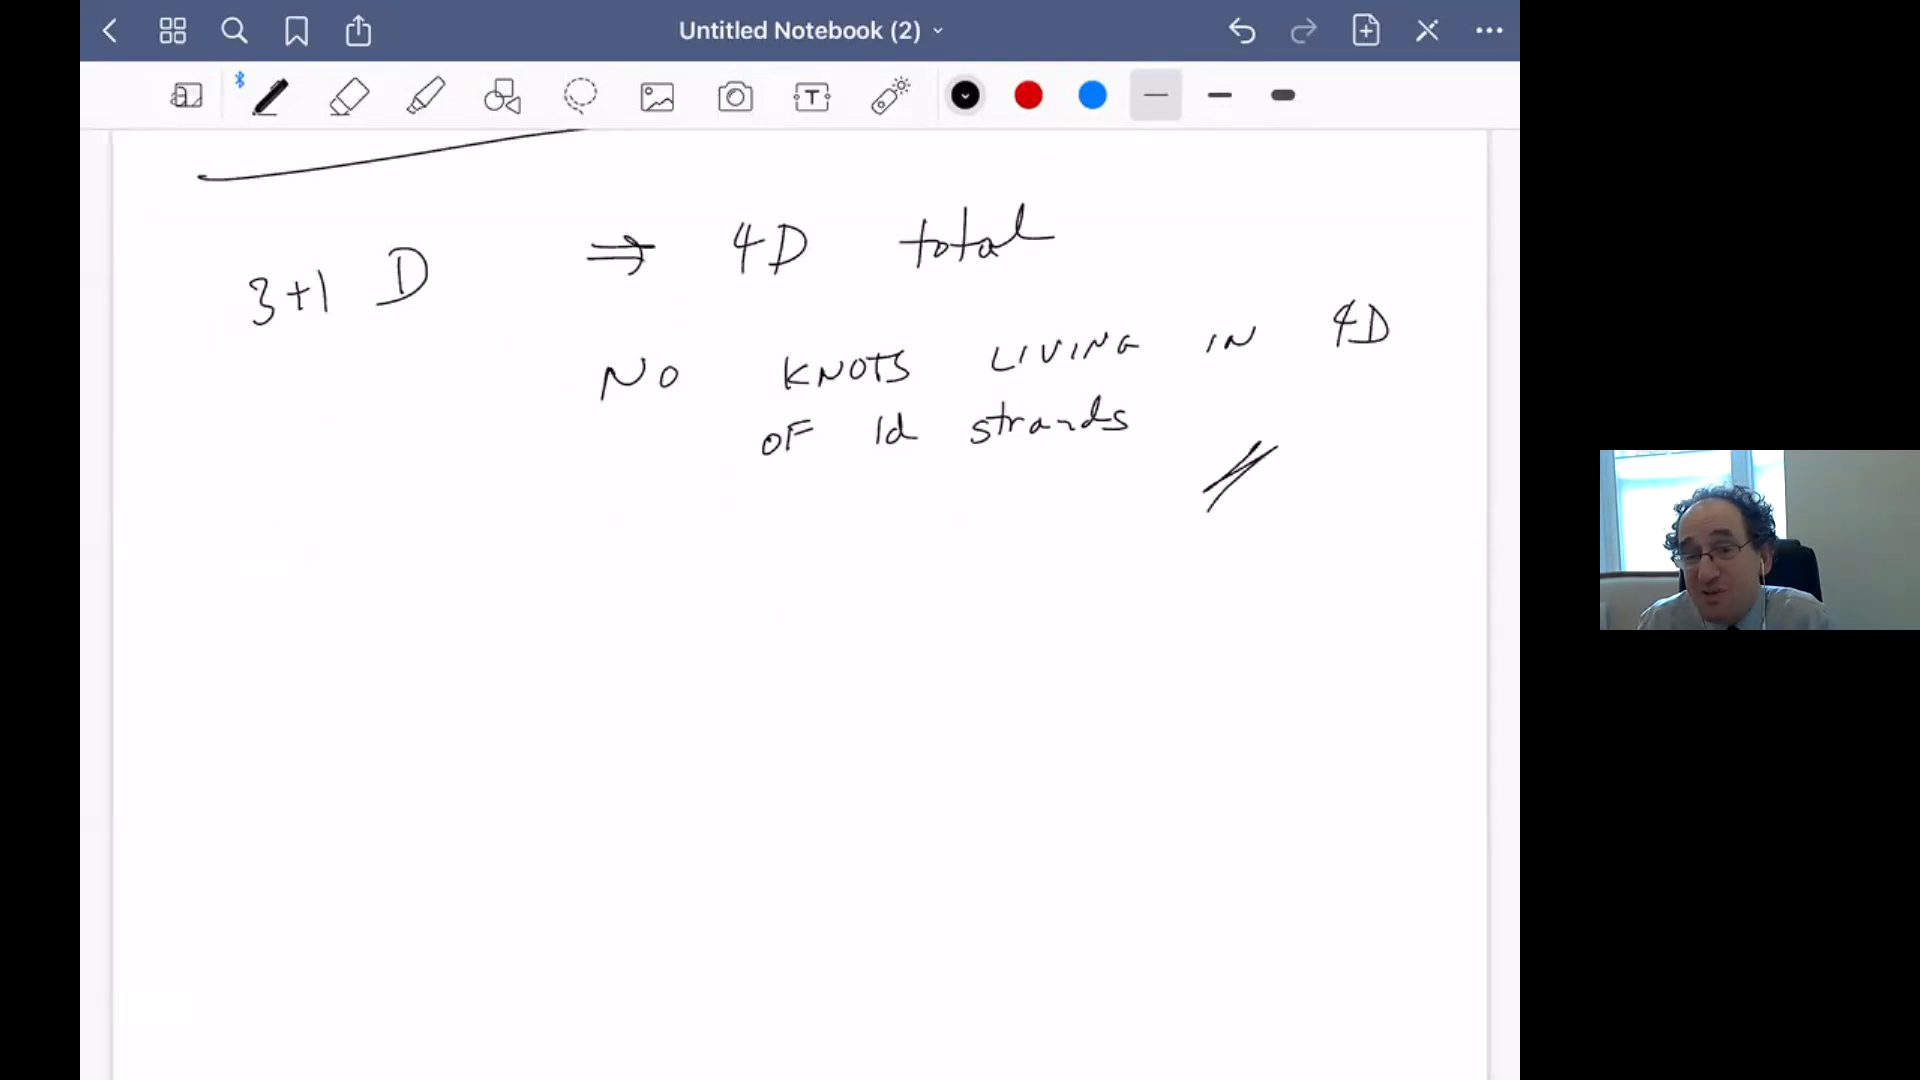 Untitled Notebook (2)
3+1 D ⇒ 4D total
NO KNOTS LIVING IN 4D
OF 1d strands